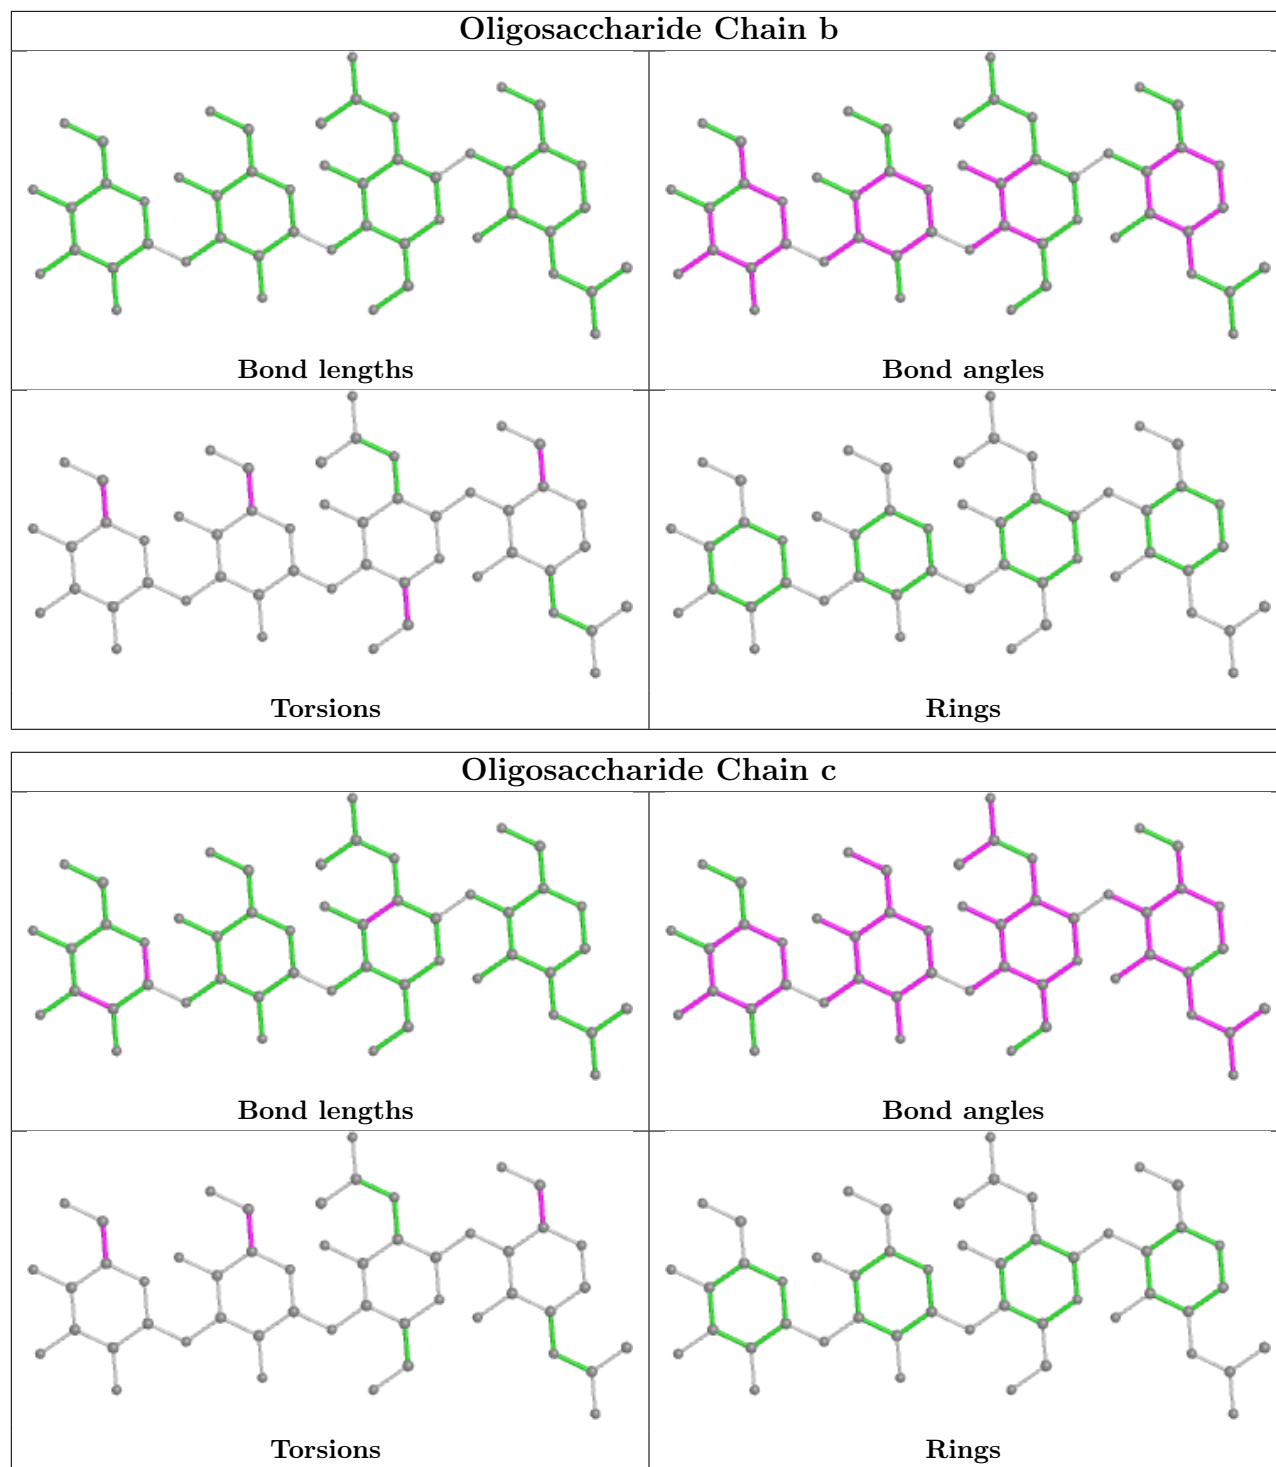 Oligosaccharide Chain b
Bond lengths
Bond angles
Torsions
Rings
Oligosaccharide Chain c
Bond lengths
Bond angles
Torsions
Rings